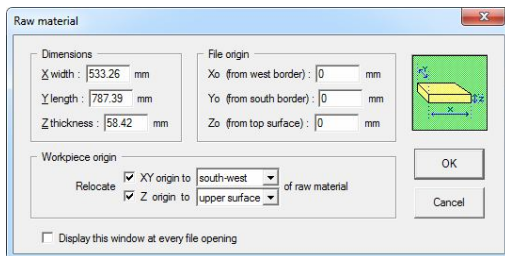 Raw material
Dimensions
X width : 533.26 mm
Y length : 787.39 mm
Z thickness : 58.42 mm
File origin
Xo (from west border) : 0 mm
Yo (from south border) : 0 mm
Zo (from top surface) : 0 mm
Y
Z
X
Workpiece origin
Relocate XY origin to south-west of raw material
Z origin to upper surface
OK
Cancel
Display this window at every file opening